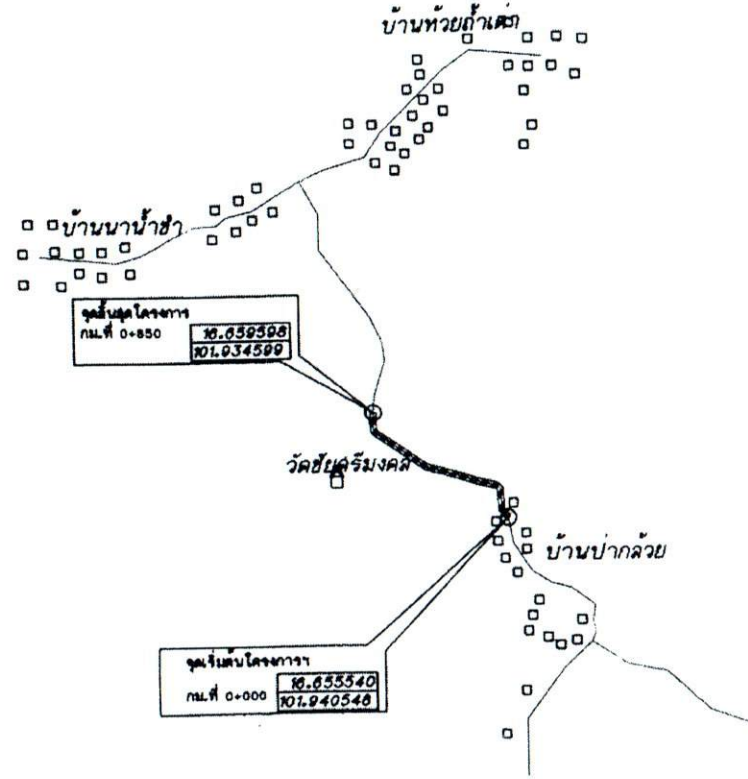 บ้านห้วยถ้ำเต่า
บ้านนาน้ำซำ
จุดสิ้นสุดโครงการ
กม.ที่ 0+850
16.659598
101.934599
วัดชัยศรีมงคล
บ้านป่ากล้วย
จุดเริ่มต้นโครงการฯ
กม.ที่ 0+000
16.655540
101.940546